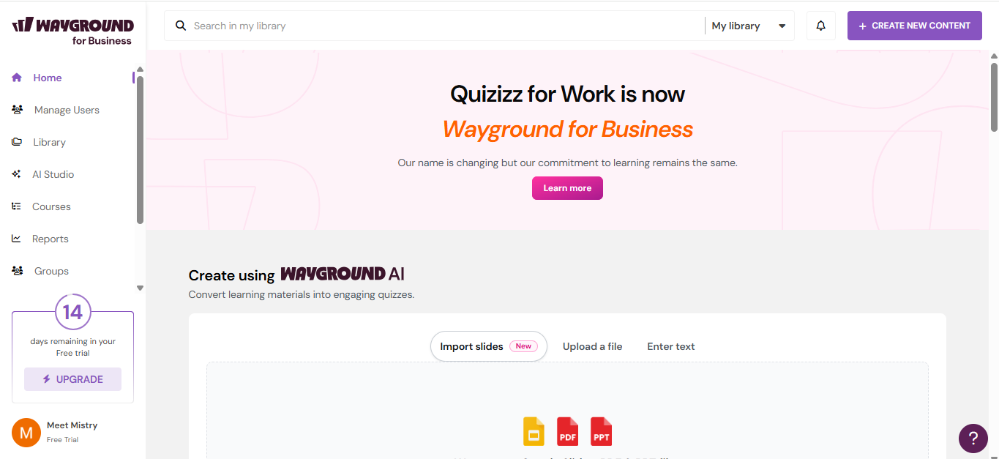 WAYGROUND
for Business
Search in my library
My library
+ CREATE NEW CONTENT
Home
Manage Users
Library
AI Studio
Courses
Reports
Groups
14
days remaining in your
Free trial
UPGRADE
M
Meet Mistry
Free Trial
Quizizz for Work is now
Wayground for Business
Our name is changing but our commitment to learning remains the same.
Learn more
Create using WAYGROUND AI
Convert learning materials into engaging quizzes.
Import slides New
Upload a file
Enter text
PDF
PPT
?